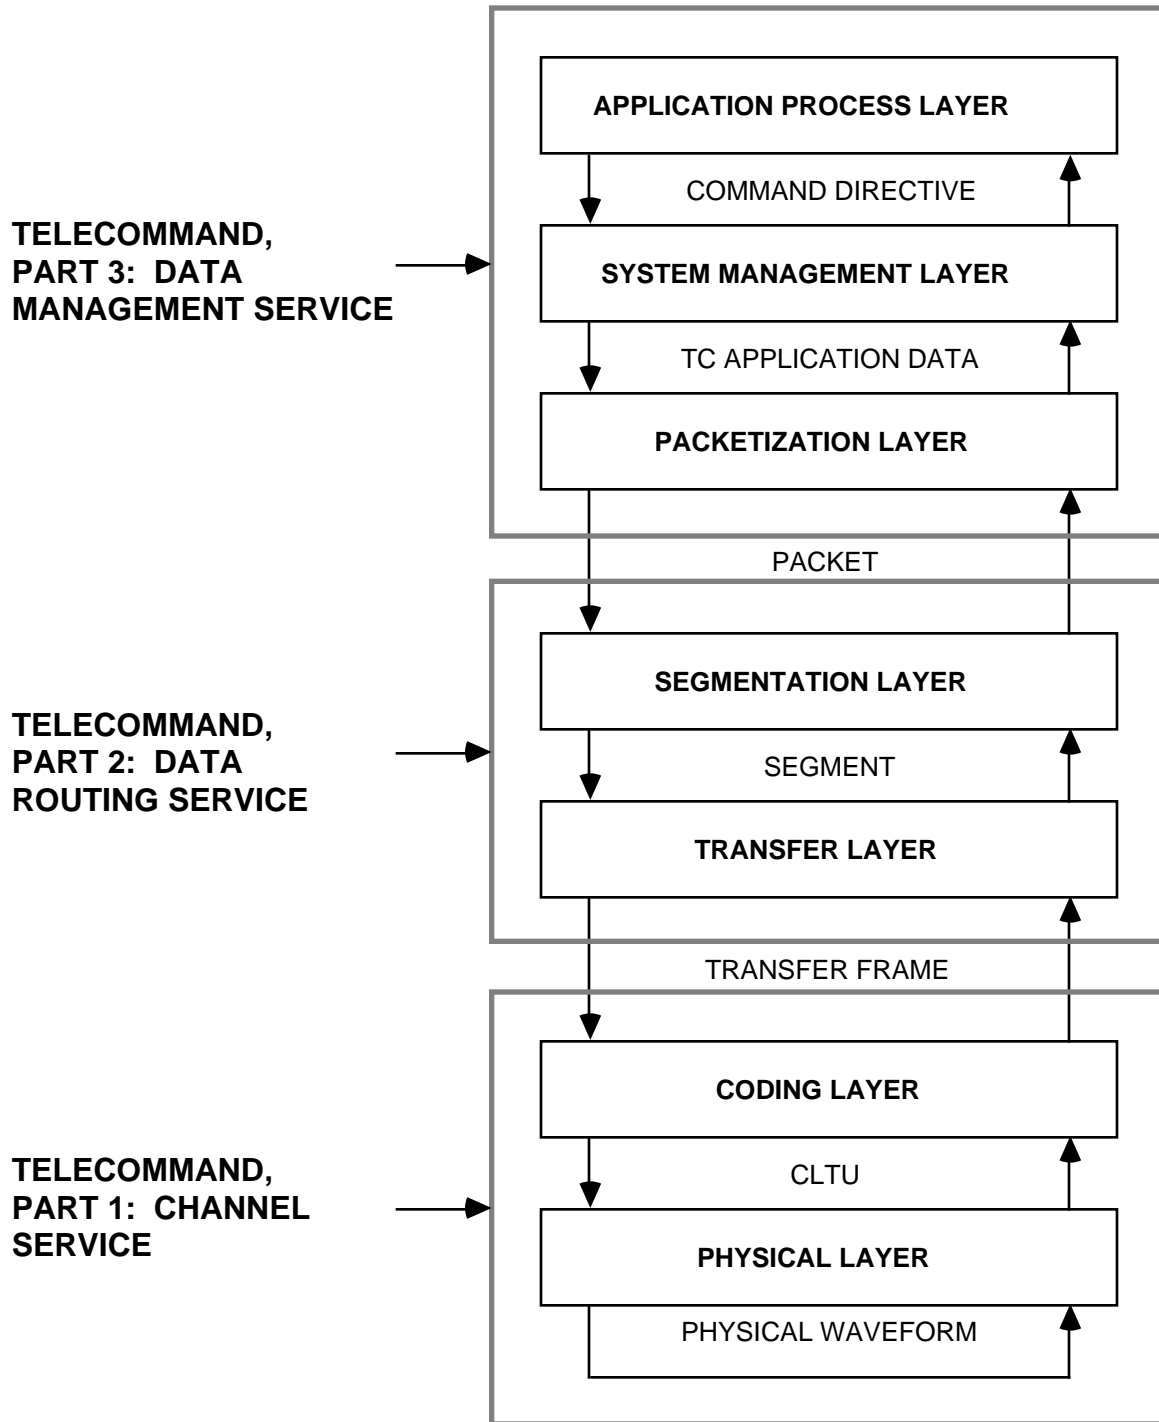 APPLICATION PROCESS LAYER
COMMAND DIRECTIVE
TELECOMMAND,
PART 3: DATA
MANAGEMENT SERVICE
SYSTEM MANAGEMENT LAYER
TC APPLICATION DATA
PACKETIZATION LAYER
PACKET
SEGMENTATION LAYER
TELECOMMAND,
PART 2: DATA
ROUTING SERVICE
SEGMENT
TRANSFER LAYER
TRANSFER FRAME
CODING LAYER
TELECOMMAND,
PART 1: CHANNEL
SERVICE
CLTU
PHYSICAL LAYER
PHYSICAL WAVEFORM